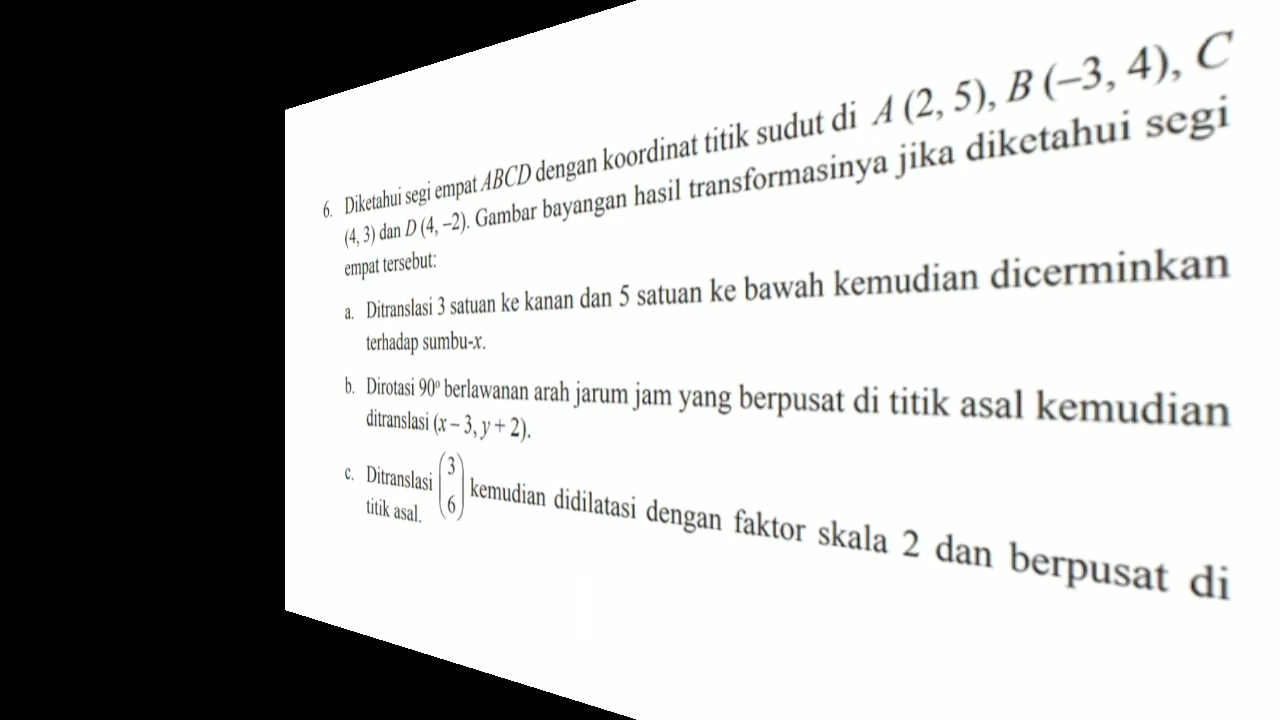 6. Diketahui segi empat ABCD dengan koordinat titik sudut di A (2, 5), B (–3, 4), C
(4, 3) dan D (4, –2). Gambar bayangan hasil transformasinya jika diketahui segi
empat tersebut:
a. Ditranslasi 3 satuan ke kanan dan 5 satuan ke bawah kemudian dicerminkan
terhadap sumbu-x.
b. Dirotasi 90° berlawanan arah jarum jam yang berpusat di titik asal kemudian
ditranslasi (x – 3, y + 2).
c. Ditranslasi (3 6) kemudian didilatasi dengan faktor skala 2 dan berpusat di
titik asal.